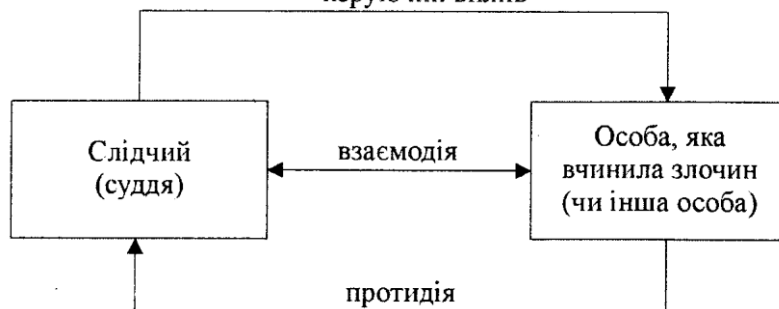 Слідчий
(суддя)
взаємодія
Особа, яка
вчинила злочин
(чи інша особа)
протидія